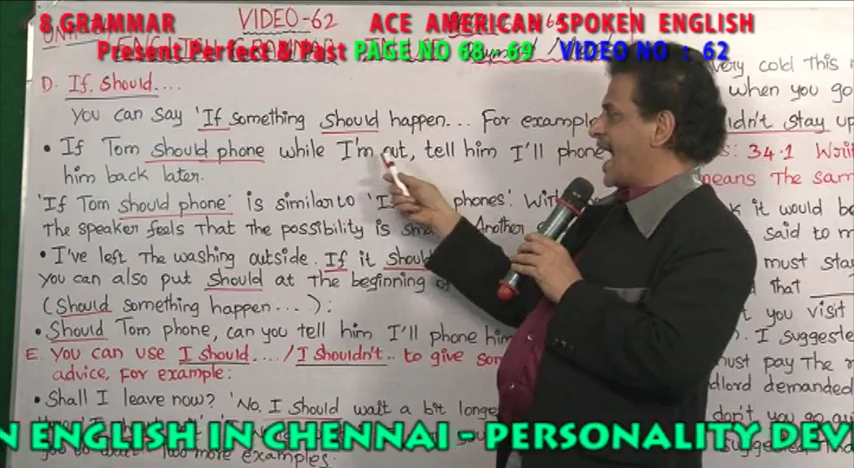 8 GRAMMAR VIDEO-62 ACE AMERICAN SPOKEN ENGLISH
Present Perfect & Past PAGE NO 68 - 69 VIDEO NO : 62
D. If.. should....
You can say 'If something should happen... For example
• If Tom should phone while I'm out, tell him I'll phone
him back later.
'If Tom should phone' is similar to phones'.
the speaker feels that the possibility is Another
• I've left the washing outside. If it
You can also put should at the beginning
(Should something happen... ):
• Should Tom phone, can you tell him I'll phone him
E. You can use I should..../I shouldn't.. to give
advice, for example:
• Shall I leave now? 'No, I should wait a bit longe
Two more examples.
very cold this
when you go
stay up
34.1
means the same
it would be
said to m
must sta
that
you visit
I suggeste
must pay the
demanded
don't you go
N ENGLISH IN CHENNAI - PERSONALITY DEV